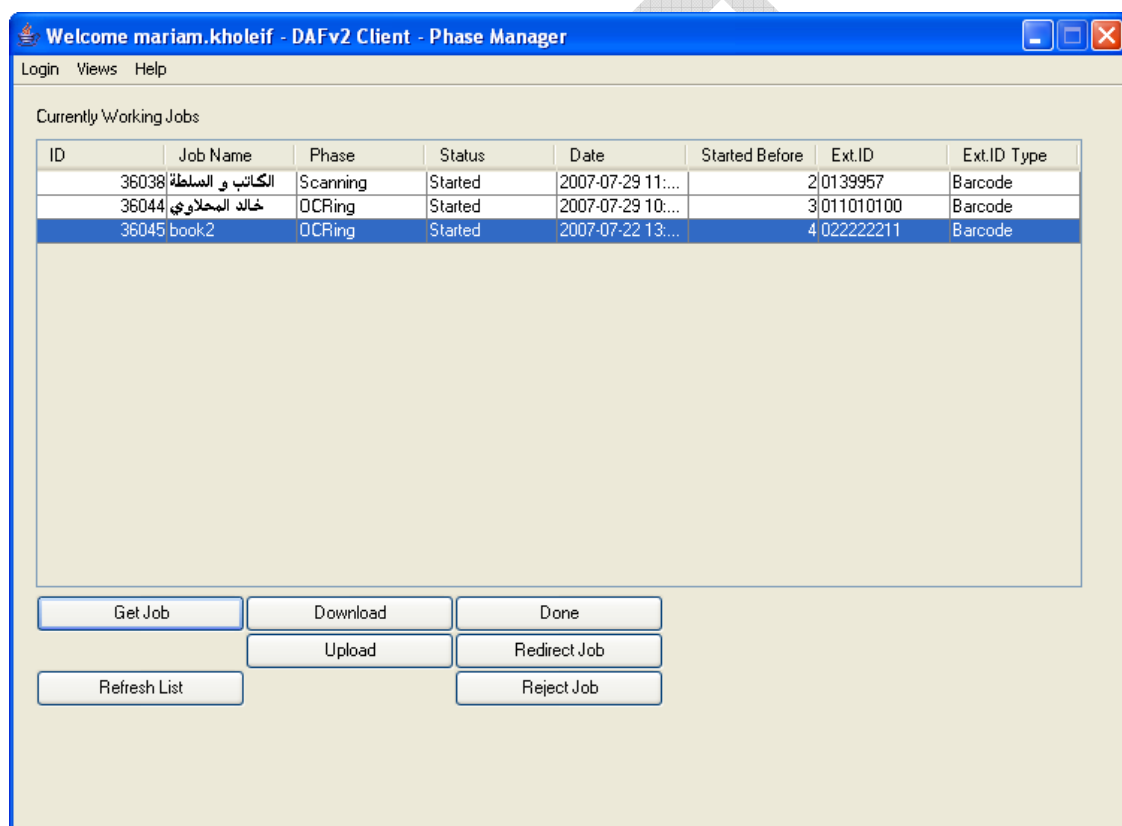 Welcome mariam.kholeif - DAFv2 Client - Phase Manager
Login Views Help
Currently Working Jobs
ID Job Name Phase Status Date Started Before Ext.ID Ext.ID Type
36038 الكاتب و السلطة Scanning Started 2007-07-29 11:... 2 0139957 Barcode
36044 خالد المحلاوي OCRing Started 2007-07-29 10:... 3 011010100 Barcode
36045 book2 OCRing Started 2007-07-22 13:... 4 022222211 Barcode
Get Job Download Done
Upload Redirect Job
Refresh List Reject Job